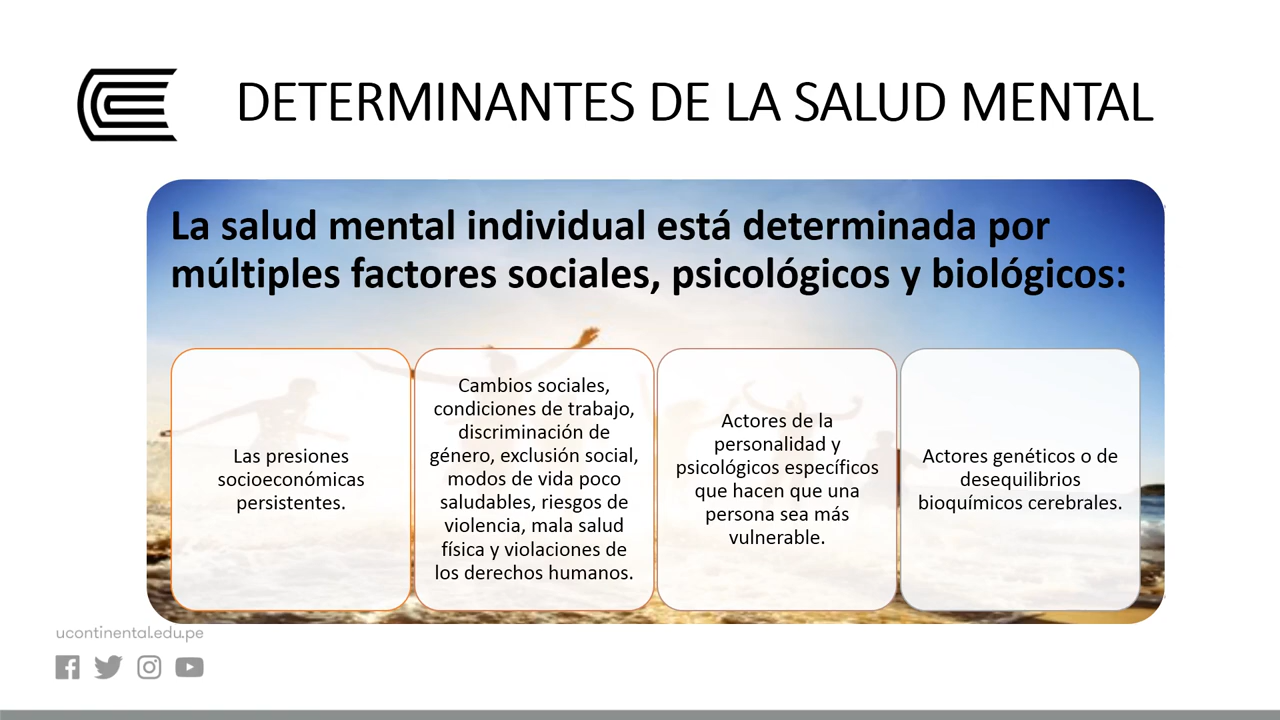 DETERMINANTES DE LA SALUD MENTAL
La salud mental individual está determinada por
múltiples factores sociales, psicológicos y biológicos:
Las presiones
socioeconómicas
persistentes.
Cambios sociales,
condiciones de trabajo,
discriminación de
género, exclusión social,
modos de vida poco
saludables, riesgos de
violencia, mala salud
física y violaciones de
los derechos humanos.
Actores de la
personalidad y
psicológicos específicos
que hacen que una
persona sea más
vulnerable.
Actores genéticos o de
desequilibrios
bioquímicos cerebrales.
ucontinental.edu.pe